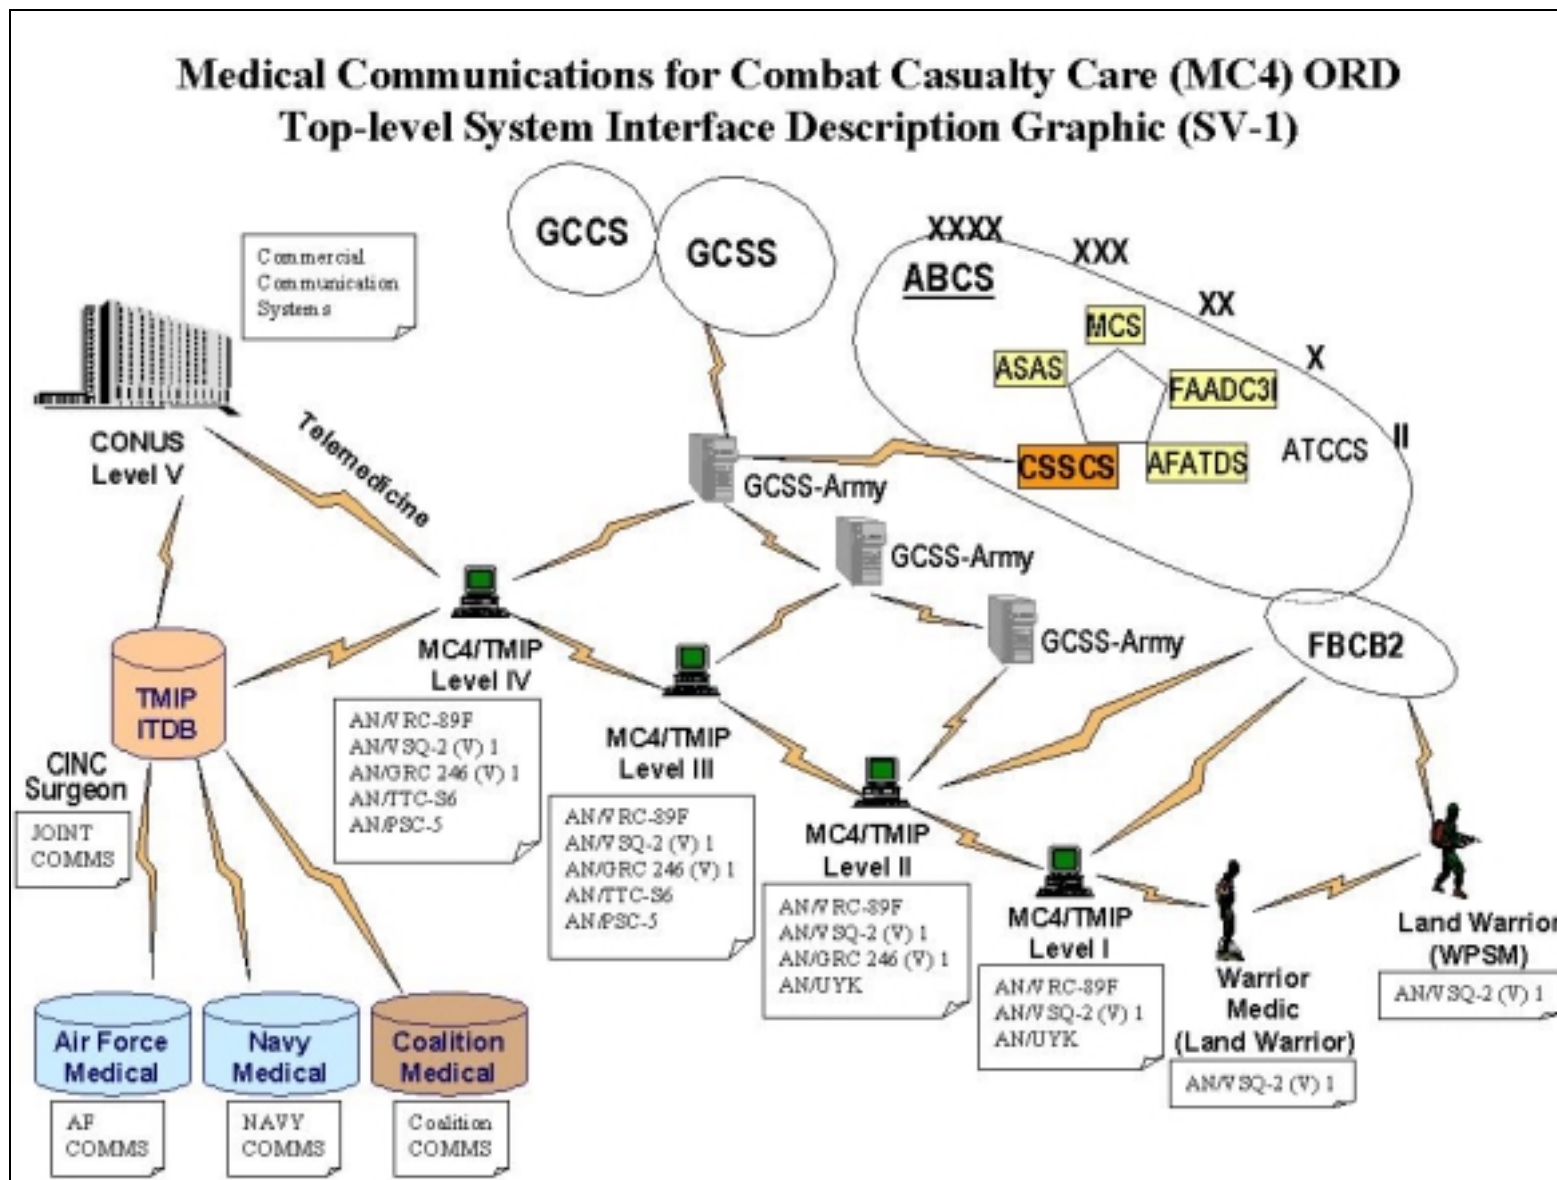 Medical Communications for Combat Casualty Care (MC4) ORD
Top-level System Interface Description Graphic (SV-1)
Commercial
Communication
Systems
GCCS
GCSS
XXXX
XXX
XX
X
II
ABCS
MCS
ASAS
FAADC3I
CSSCS
AFATDS
ATCCS
CONUS
Level V
Telemedicine
GCSS-Army
GCSS-Army
GCSS-Army
FBCB2
TMIP
ITDB
CINC
Surgeon
JOINT
COMMS
MC4/TMIP
Level IV
AN/VRC-89F
AN/VSQ-2 (V) 1
AN/GRC 246 (V) 1
AN/TTC-S6
AN/PSC-5
MC4/TMIP
Level III
AN/VRC-89F
AN/VSQ-2 (V) 1
AN/GRC 246 (V) 1
AN/TTC-S6
AN/PSC-5
MC4/TMIP
Level II
AN/VRC-89F
AN/VSQ-2 (V) 1
AN/GRC 246 (V) 1
AN/UYK
MC4/TMIP
Level I
AN/VRC-89F
AN/VSQ-2 (V) 1
AN/UYK
Warrior
Medic
(Land Warrior)
AN/VSQ-2 (V) 1
Land Warrior
(WPSM)
AN/VSQ-2 (V) 1
Air Force
Medical
AF
COMMS
Navy
Medical
NAVY
COMMS
Coalition
Medical
Coalition
COMMS